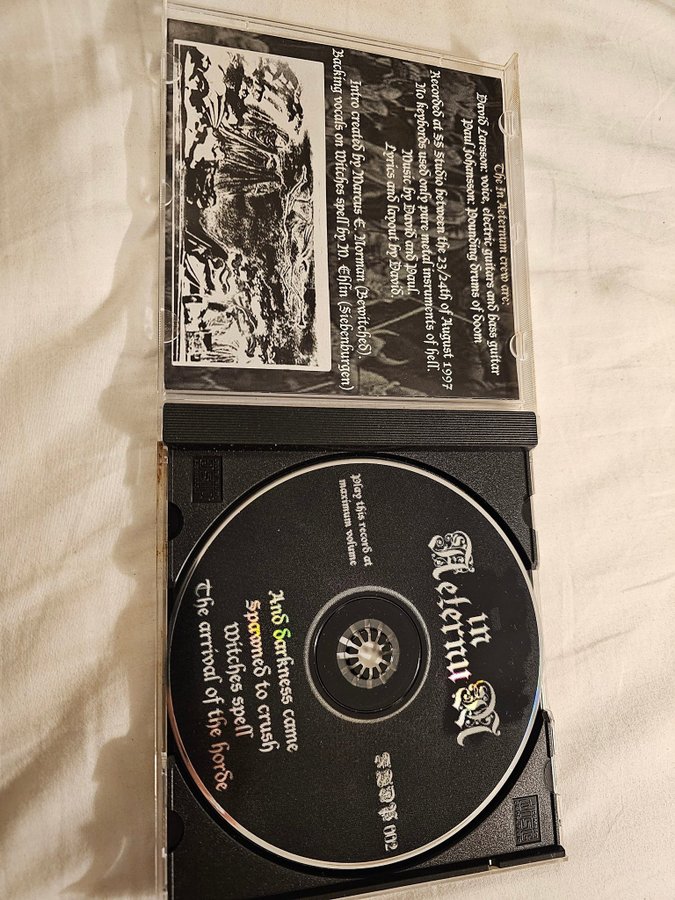 The In Aeternum crew are:
David Larsson: voice, electric guitars and bass guitar
Paul Johansson: Pounding drums of doom
Recorded at SS Studio between the 23/24th of August 1997
No keybords used only pure metal instruments of hell.
Music by David and Paul
Lyrics and layout by David
Intro created by Marcus E. Norman (Bewitched),
Backing vocals on Witches spell by M. Ehlin (Siebenburgen)
in
AeternuM
Play this record at
maximum volume
And darkness came
Spawned to crush
Witches spell
The arrival of the horde